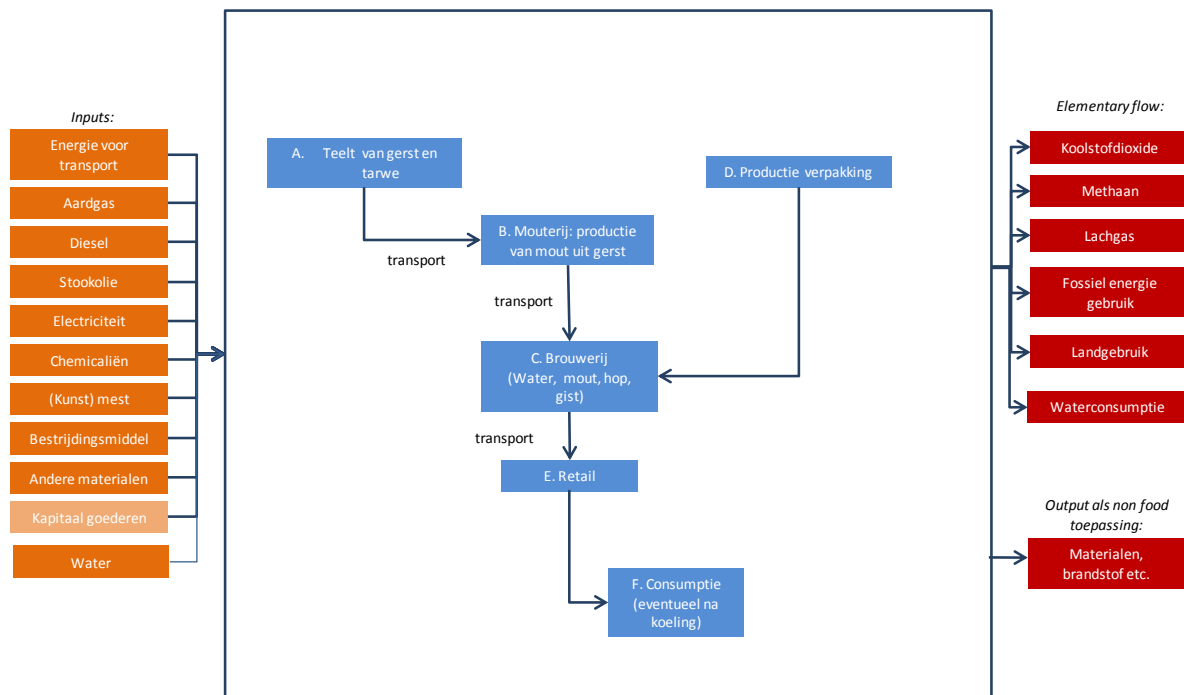 Inputs:
Energie voor
transport
Aardgas
Diesel
Stookolie
Electriciteit
Chemicaliën
(Kunst) mest
Bestrijdingsmiddel
Andere materialen
Kapitaal goederen
Water
A. Teelt van gerst en
tarwe
D. Productie verpakking
B. Mouterij: productie
van mout uit gerst
transport
transport
C. Brouwerij
(Water, mout, hop,
gist)
transport
E. Retail
F. Consumptie
(eventueel na
koeling)
Elementary flow:
Koolstofdioxide
Methaan
Lachgas
Fossiel energie
gebruik
Landgebruik
Waterconsumptie
Output als non food
toepassing:
Materialen,
brandstof etc.